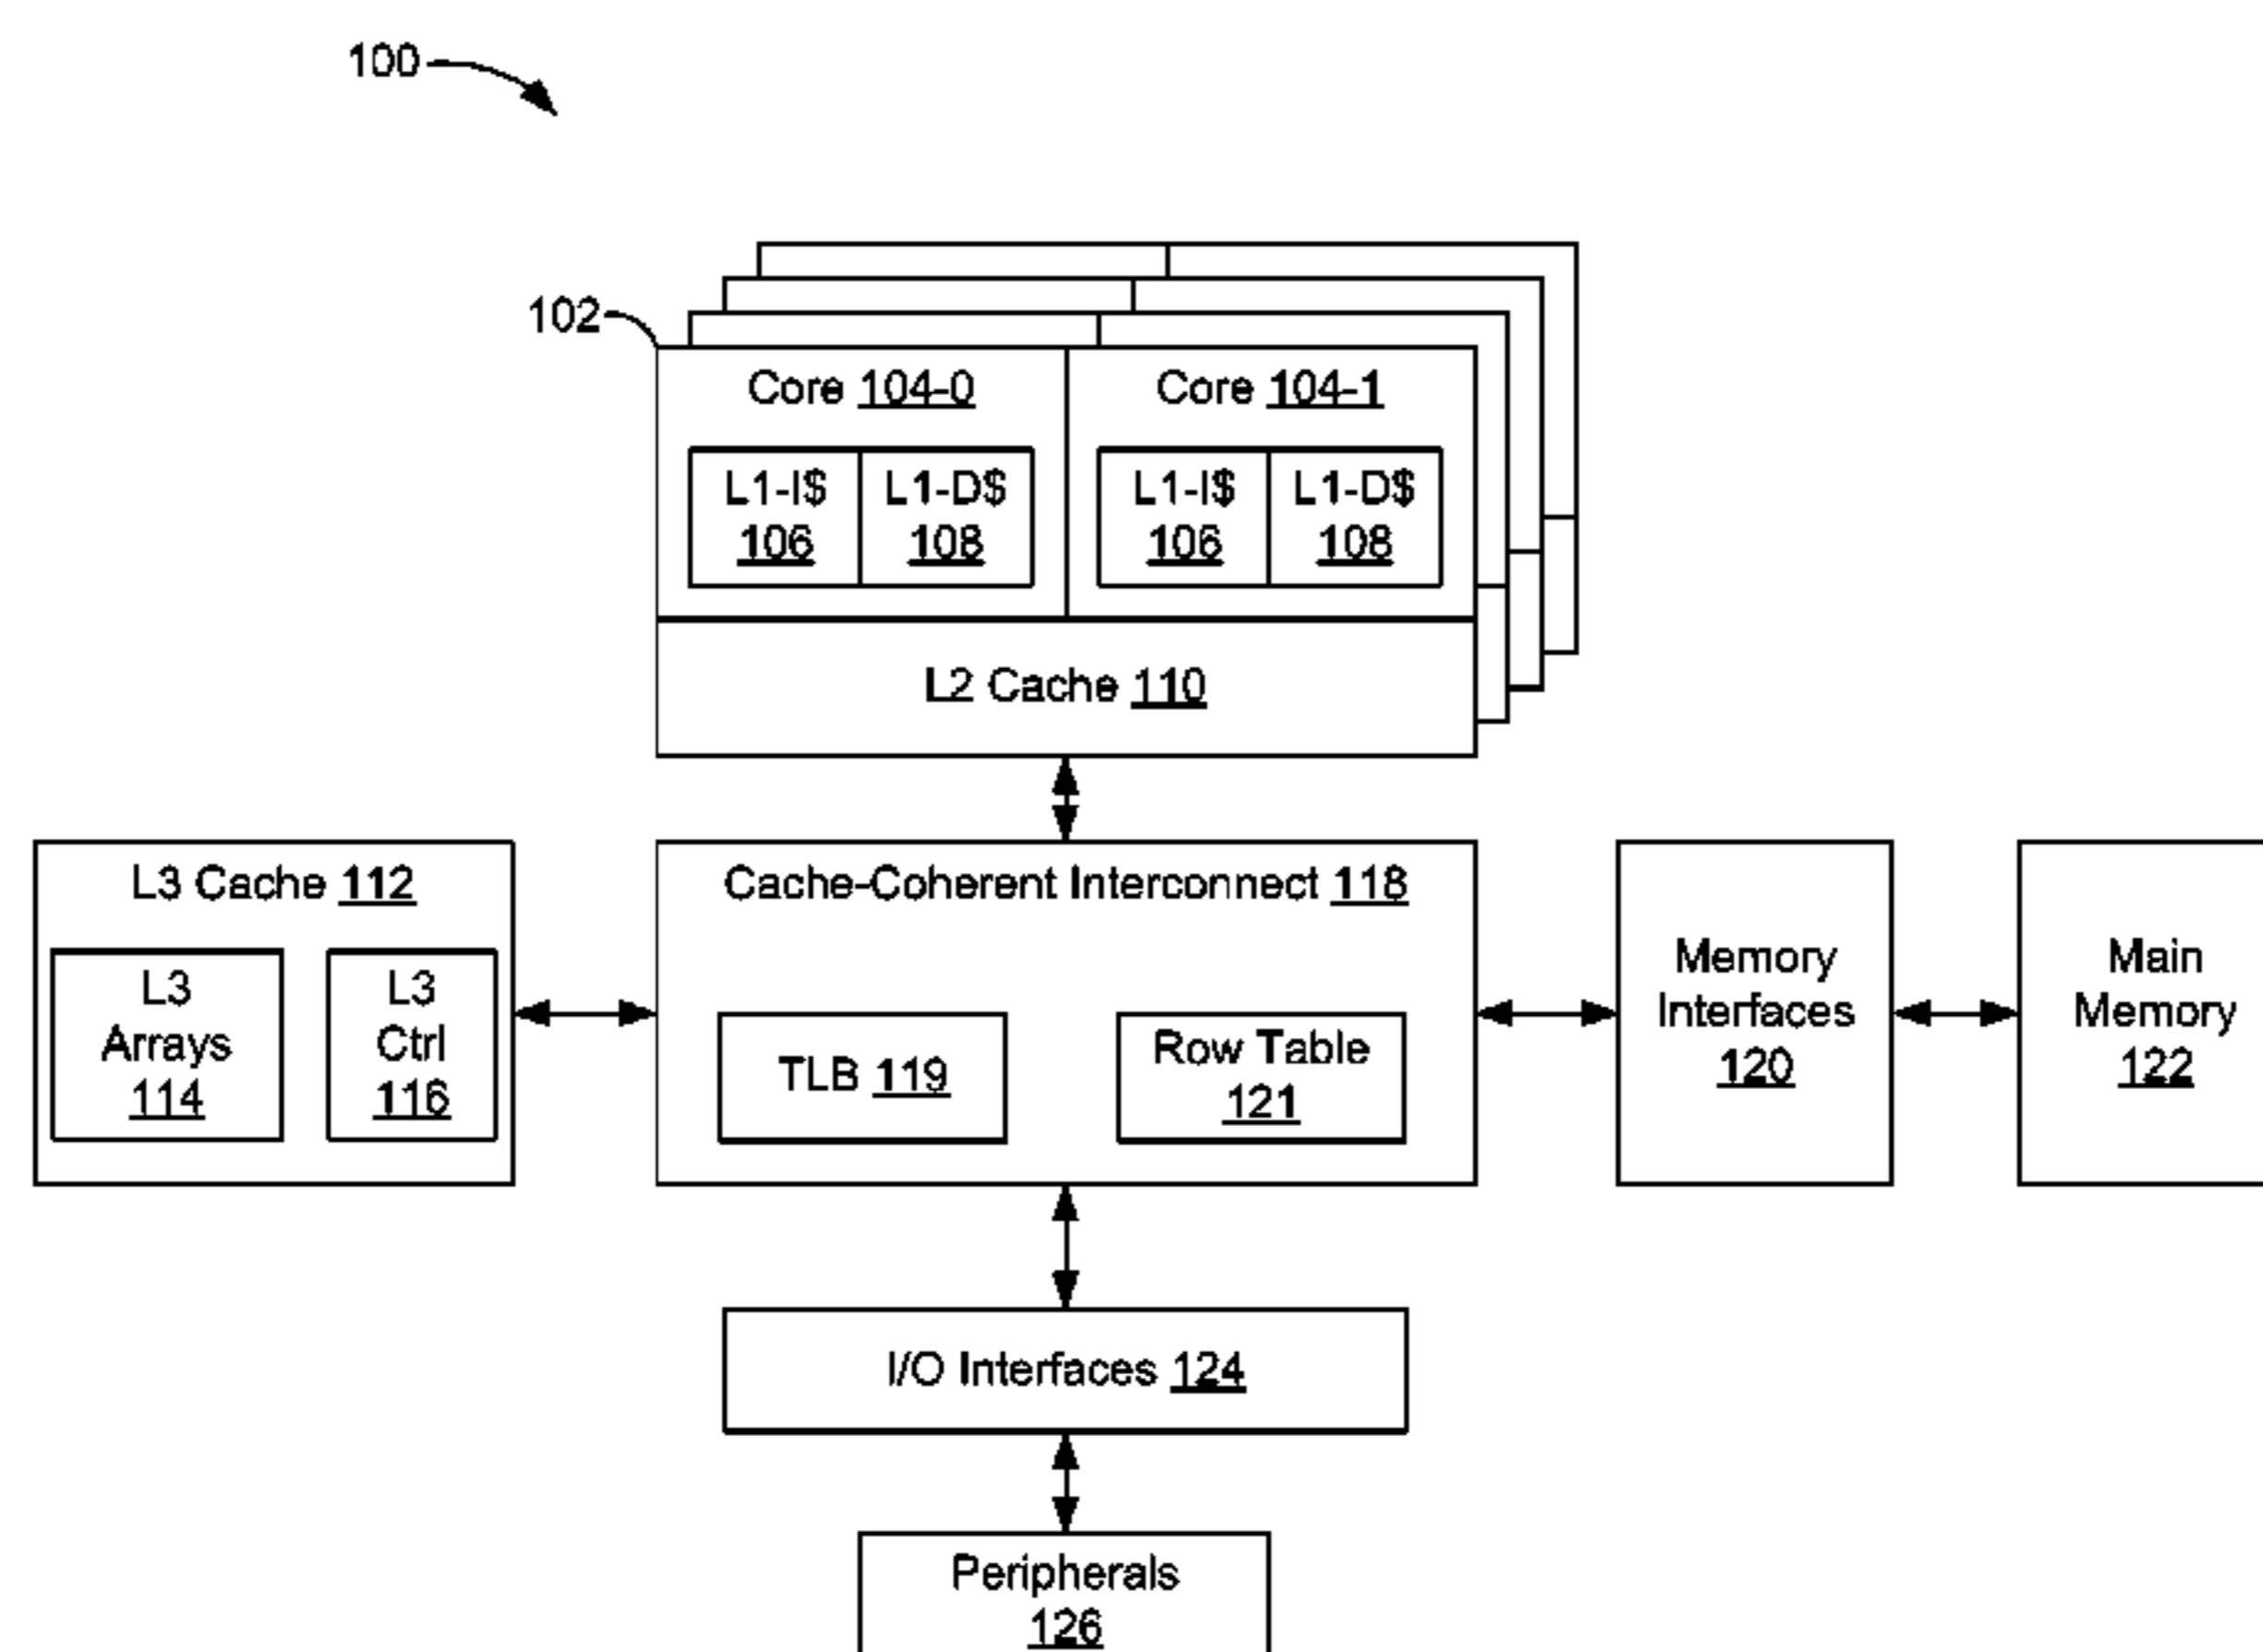 100
102
Core 104-0
Core 104-1
L1-I$
106
L1-D$
108
L1-I$
106
L1-D$
108
L2 Cache 110
L3 Cache 112
L3
Arrays
114
L3
Ctrl
116
Cache-Coherent Interconnect 118
TLB 119
Row Table
121
Memory
Interfaces
120
Main
Memory
122
I/O Interfaces 124
Peripherals
126